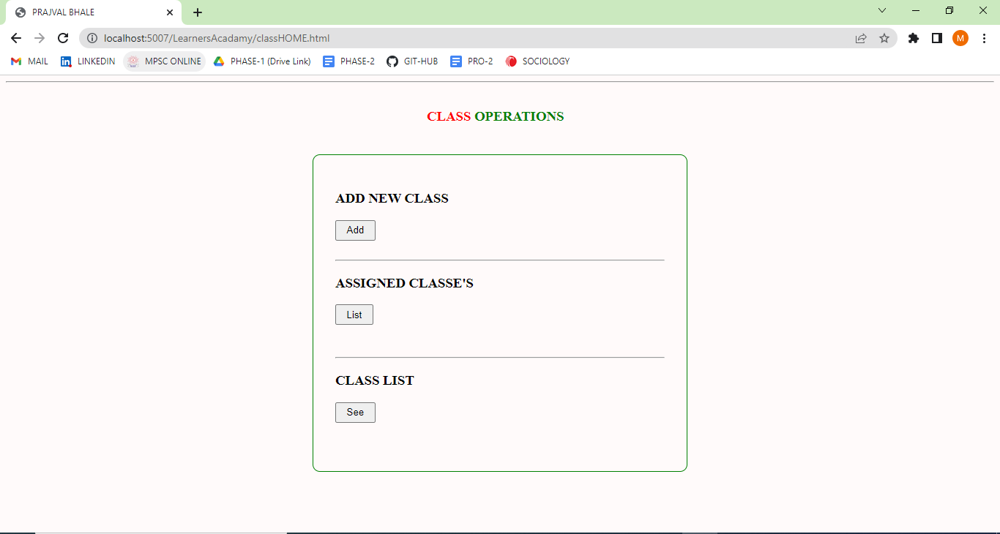 PRAJVAL BHALE
localhost:5007/LearnersAcadamy/classHOME.html
M
MAIL LINKEDIN MPSC ONLINE PHASE-1 (Drive Link) PHASE-2 GIT-HUB PRO-2 SOCIOLOGY
CLASS OPERATIONS
ADD NEW CLASS
Add
ASSIGNED CLASSE'S
List
CLASS LIST
See